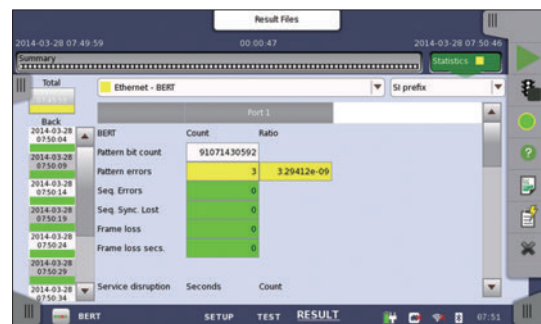 Result Files
2014-03-28 07:49:59 00:00:47 2014-03-28 07:50:46
Summary Statistics
Total Ethernet - BERT SI prefix
Port 1
Back
2014-03-28 07:50:04
2014-03-28 07:50:09
2014-03-28 07:50:14
2014-03-28 07:50:19
2014-03-28 07:50:24
2014-03-28 07:50:29
2014-03-28 07:50:34
BERT Count Ratio
Pattern bit count 91071430592
Pattern errors 3 3.29412e-09
Seq. Errors 0
Seq. Sync. Lost 0
Frame loss 0
Frame loss secs. 0
Service disruption Seconds Count
BERT SETUP TEST RESULT 07:51